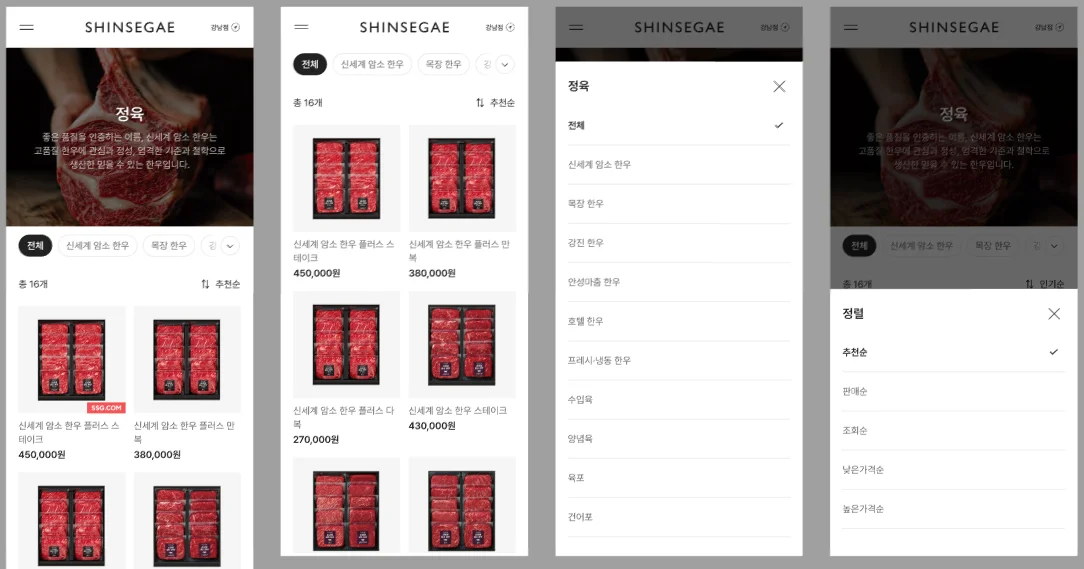 SHINSEGAE
강남점
정육
좋은 품질을 인증하는 여름, 신세계 암소 한우는
고품질 한우에 관심과 정성, 엄격한 기준과 철학으로
생산한 믿을 수 있는 한우입니다.
전체
신세계 암소 한우
목장 한우
총 16개
추천순
SSG.COM
신세계 암소 한우 플러스 스
테이크
450,000원
신세계 암소 한우 플러스 만
복
380,000원
SHINSEGAE
강남점
전체
신세계 암소 한우
목장 한우
총 16개
추천순
신세계 암소 한우 플러스 스
테이크
450,000원
신세계 암소 한우 플러스 만
복
380,000원
신세계 암소 한우 플러스 다
복
270,000원
신세계 암소 한우 스테이크
430,000원
SHINSEGAE
강남점
정육
전체
신세계 암소 한우
목장 한우
강진 한우
안성마춤 한우
호텔 한우
프레시·냉동 한우
수입육
양념육
육포
건어포
SHINSEGAE
강남점
정육
좋은 품질을 인증하는 여름, 신세계 암소 한우는
고품질 한우에 관심과 정성, 엄격한 기준과 철학으로
생산한 믿을 수 있는 한우입니다.
전체
신세계 암소 한우
목장 한우
총 16개
인기순
정렬
추천순
판매순
조회순
낮은가격순
높은가격순